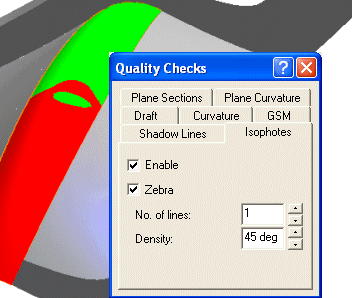 Quality Checks
Plane Sections Plane Curvature
Draft Curvature GSM
Shadow Lines Isophotes
Enable
Zebra
No. of lines: 1
Density: 45 deg